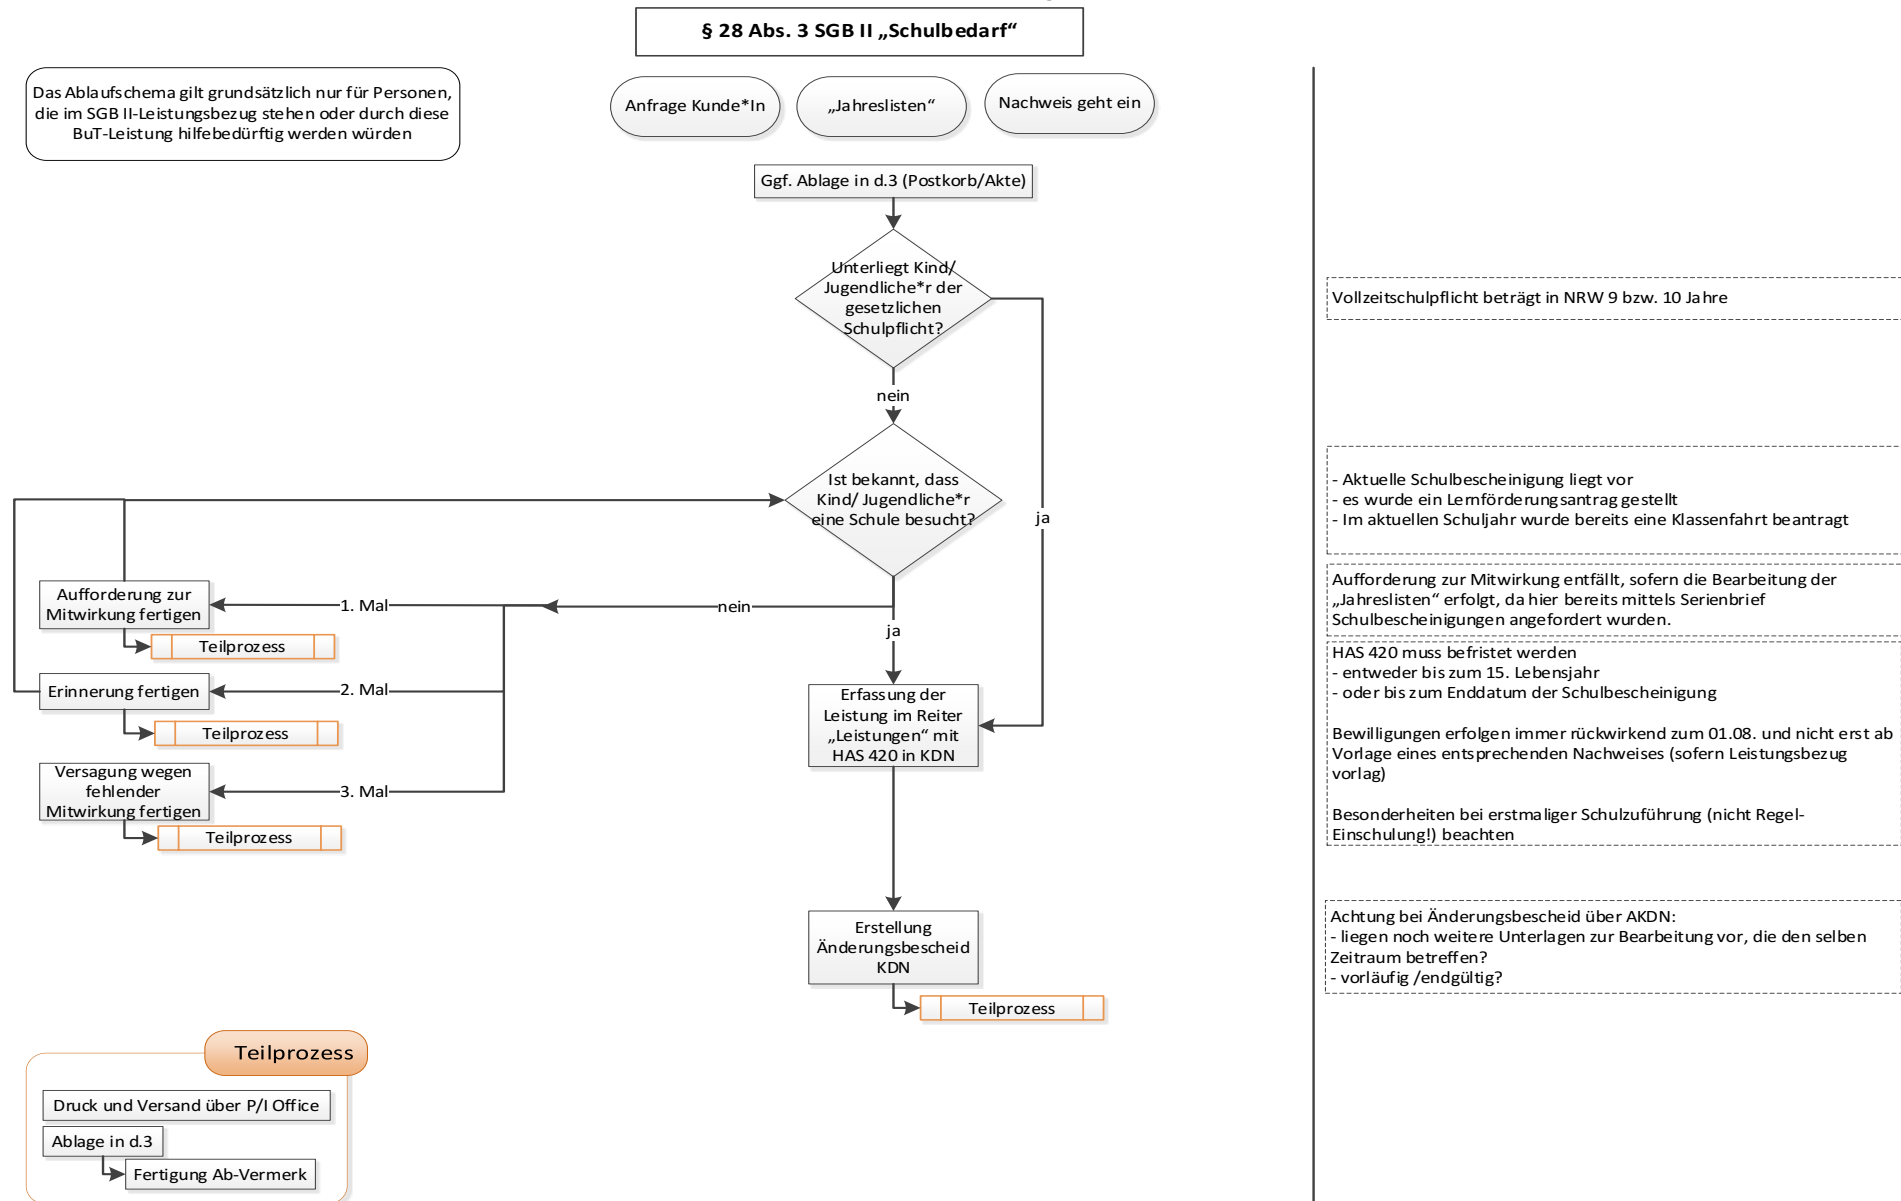 § 28 Abs. 3 SGB II „Schulbedarf“
Das Ablaufschema gilt grundsätzlich nur für Personen,
die im SGB II-Leistungsbezug stehen oder durch diese
BuT-Leistung hilfebedürftig werden würden
Anfrage Kunde*In
„Jahreslisten“
Nachweis geht ein
Ggf. Ablage in d.3 (Postkorb/Akte)
Unterliegt Kind/
Jugendliche*r der
gesetzlichen
Schulpflicht?
Vollzeitschulpflicht beträgt in NRW 9 bzw. 10 Jahre
nein
ja
Ist bekannt, dass
Kind/ Jugendliche*r
eine Schule besucht?
- Aktuelle Schulbescheinigung liegt vor
- es wurde ein Lernförderungsantrag gestellt
- Im aktuellen Schuljahr wurde bereits eine Klassenfahrt beantragt
nein
ja
1. Mal
Aufforderung zur
Mitwirkung fertigen
Teilprozess
Aufforderung zur Mitwirkung entfällt, sofern die Bearbeitung der
„Jahreslisten“ erfolgt, da hier bereits mittels Serienbrief
Schulbescheinigungen angefordert wurden.
2. Mal
Erinnerung fertigen
Teilprozess
3. Mal
Versagung wegen
fehlender
Mitwirkung fertigen
Teilprozess
Erfassung der
Leistung im Reiter
„Leistungen“ mit
HAS 420 in KDN
HAS 420 muss befristet werden
- entweder bis zum 15. Lebensjahr
- oder bis zum Enddatum der Schulbescheinigung
Bewilligungen erfolgen immer rückwirkend zum 01.08. und nicht erst ab
Vorlage eines entsprechenden Nachweises (sofern Leistungsbezug
vorlag)
Besonderheiten bei erstmaliger Schulzuführung (nicht Regel-
Einschulung!) beachten
Erstellung
Änderungsbescheid
KDN
Teilprozess
Achtung bei Änderungsbescheid über AKDN:
- liegen noch weitere Unterlagen zur Bearbeitung vor, die den selben
Zeitraum betreffen?
- vorläufig /endgültig?
Teilprozess
Druck und Versand über P/I Office
Ablage in d.3
Fertigung Ab-Vermerk